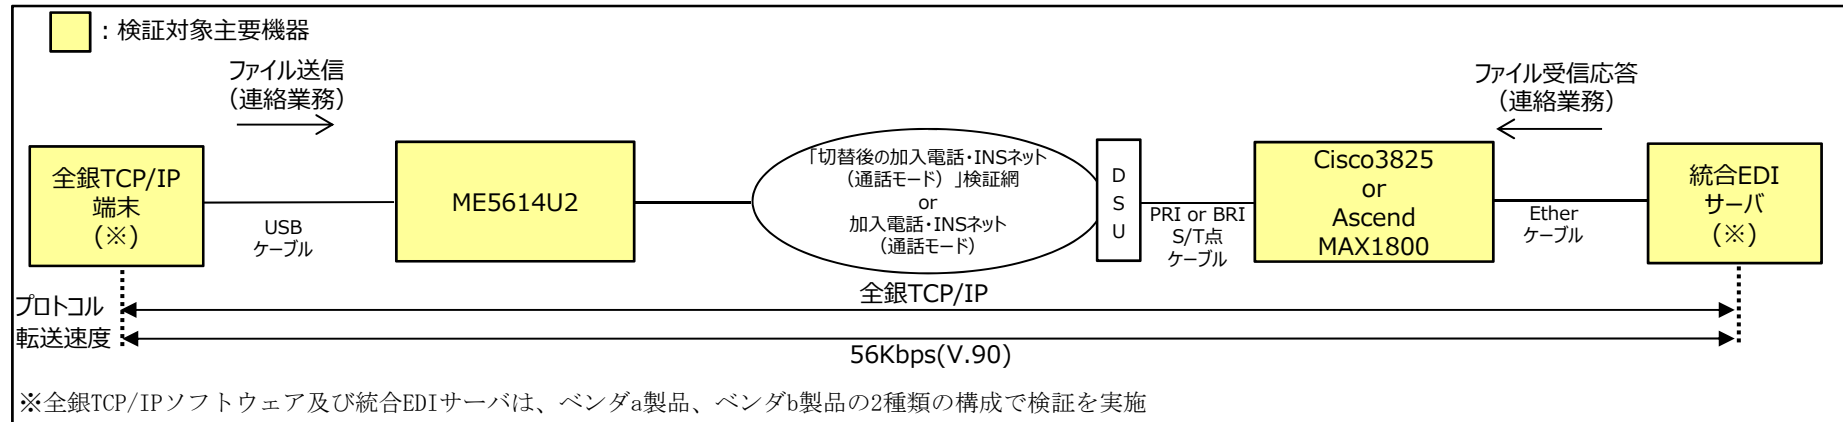 ：検証対象主要機器
ファイル送信
（連絡業務）
ファイル受信応答
（連絡業務）
全銀TCP/IP
端末
（※）
USB
ケーブル
ME5614U2
「切替後の加入電話・INSネット
（通話モード）」検証網
or
加入電話・INSネット
（通話モード）
D
S
U
PRI or BRI
S/T点
ケーブル
Cisco3825
or
Ascend
MAX1800
Ether
ケーブル
統合EDI
サーバ
（※）
プロトコル
全銀TCP/IP
転送速度
56Kbps(V.90)
※全銀TCP/IPソフトウェア及び統合EDIサーバは、ベンダa製品、ベンダb製品の2種類の構成で検証を実施